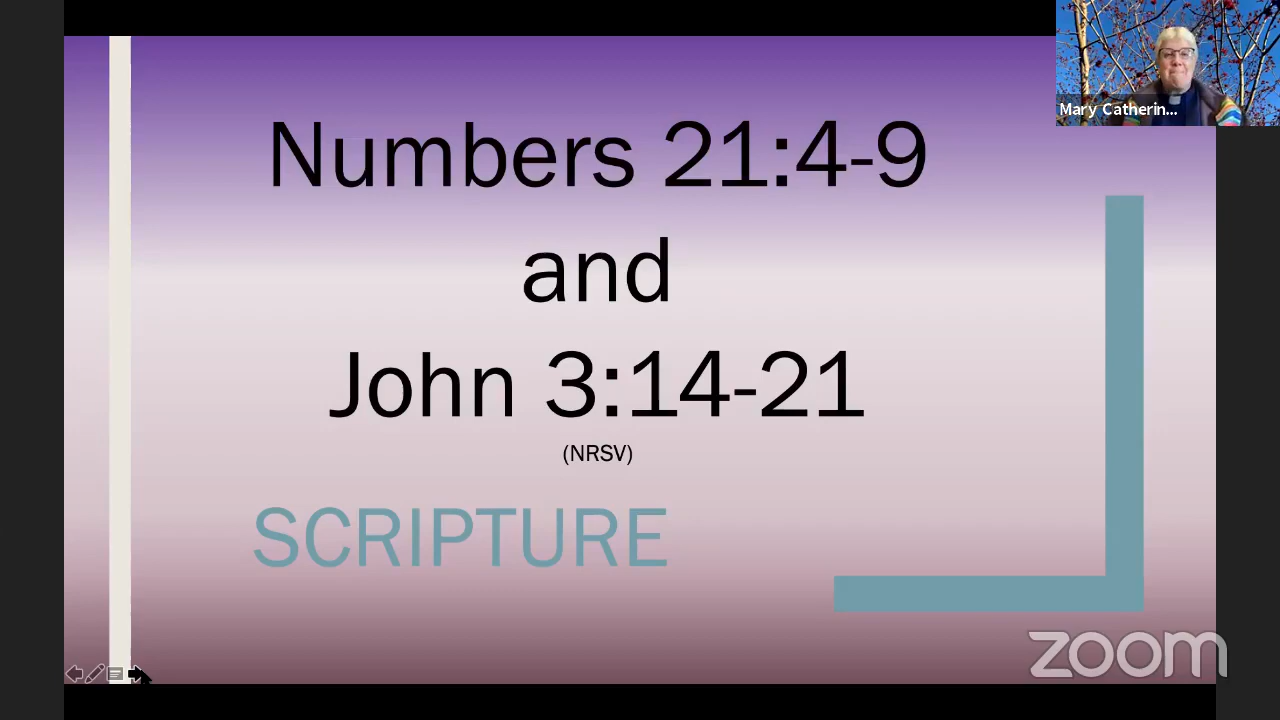 Numbers 21:4-9
and
John 3:14-21
(NRSV)
SCRIPTURE
Mary Catherin...
zoom